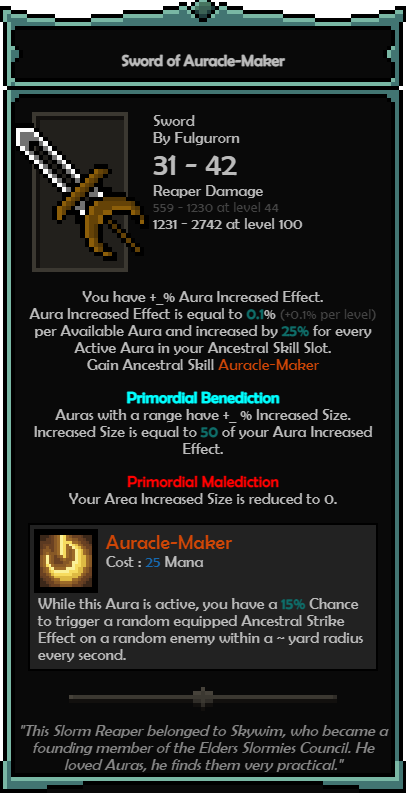 Sword of Auracle-Maker
Sword
By Fulgurorn
31 - 42
Reaper Damage
559 - 1230 at level 44
1231 - 2742 at level 100
You have +_% Aura Increased Effect.
Aura Increased Effect is equal to 0.1% (+0.1% per level)
per Available Aura and increased by 25% for every
Active Aura in your Ancestral Skill Slot.
Gain Ancestral Skill Auracle-Maker
Primordial Benediction
Auras with a range have +_ % Increased Size.
Increased Size is equal to 50 of your Aura Increased
Effect.
Primordial Malediction
Your Area Increased Size is reduced to 0.
Auracle-Maker
Cost : 25 Mana
While this Aura is active, you have a 15% Chance
to trigger a random equipped Ancestral Strike
Effect on a random enemy within a ~ yard radius
every second.
"This Slorm Reaper belonged to Skywim, who became a
founding member of the Elders Slormies Council. He
loved Auras, he finds them very practical."